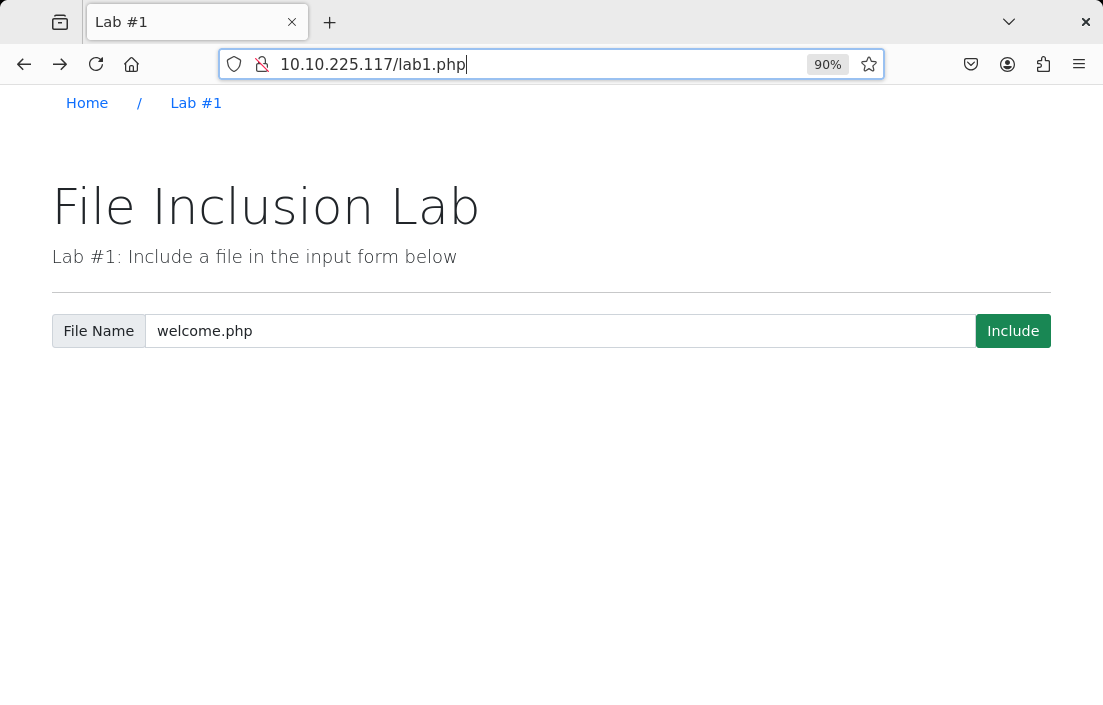 Lab #1
10.10.225.117/lab1.php
90%
Home / Lab #1
File Inclusion Lab
Lab #1: Include a file in the input form below
File Name welcome.php Include